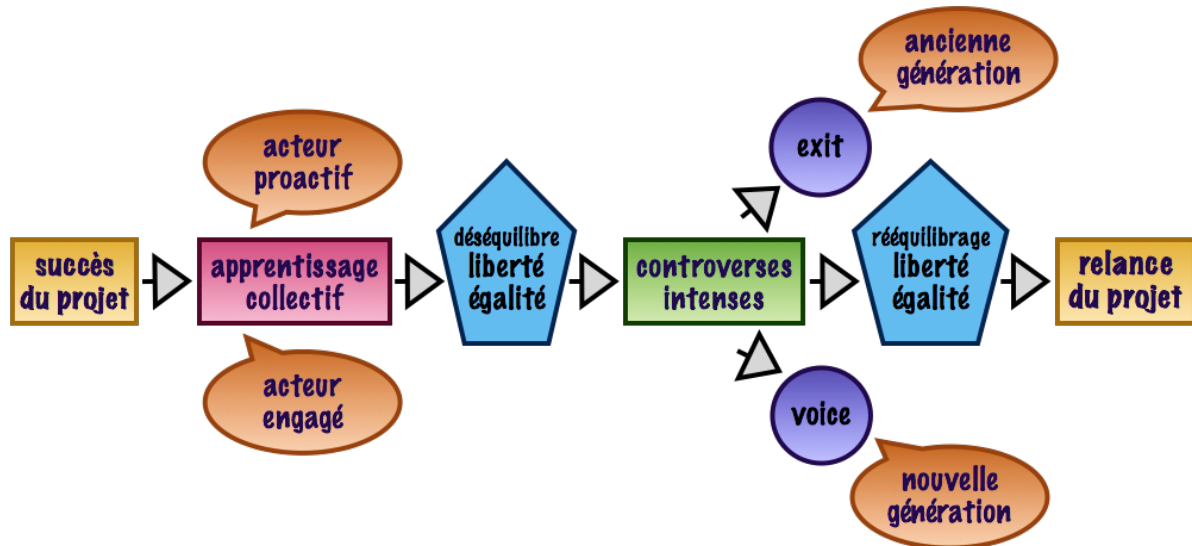 ancienne
génération
exit
acteur
proactif
succès
du projet
apprentissage
collectif
déséquilibre
liberté
égalité
controverses
intenses
rééquilibrage
liberté
égalité
relance
du projet
acteur
engagé
voice
nouvelle
génération